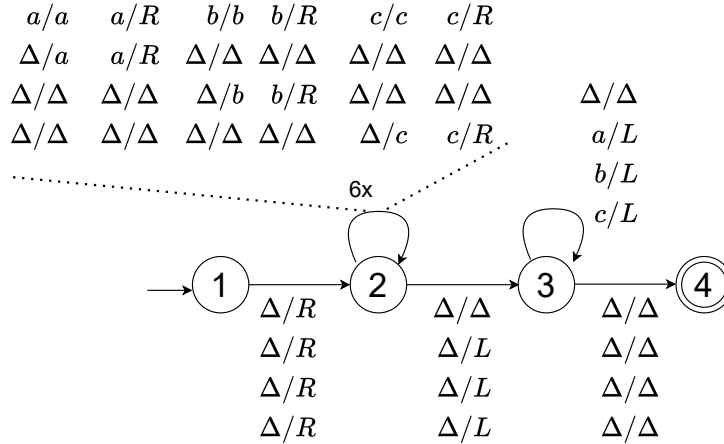 a/a a/R b/b b/R c/c c/R
Δ/a a/R Δ/Δ Δ/Δ Δ/Δ Δ/Δ
Δ/Δ Δ/Δ Δ/b b/R Δ/Δ Δ/Δ
Δ/Δ Δ/Δ Δ/Δ Δ/Δ Δ/c c/R
Δ/Δ
a/L
b/L
c/L
6x
1 2 3 4
Δ/R Δ/Δ Δ/Δ
Δ/R Δ/L Δ/Δ
Δ/R Δ/L Δ/Δ
Δ/R Δ/L Δ/Δ